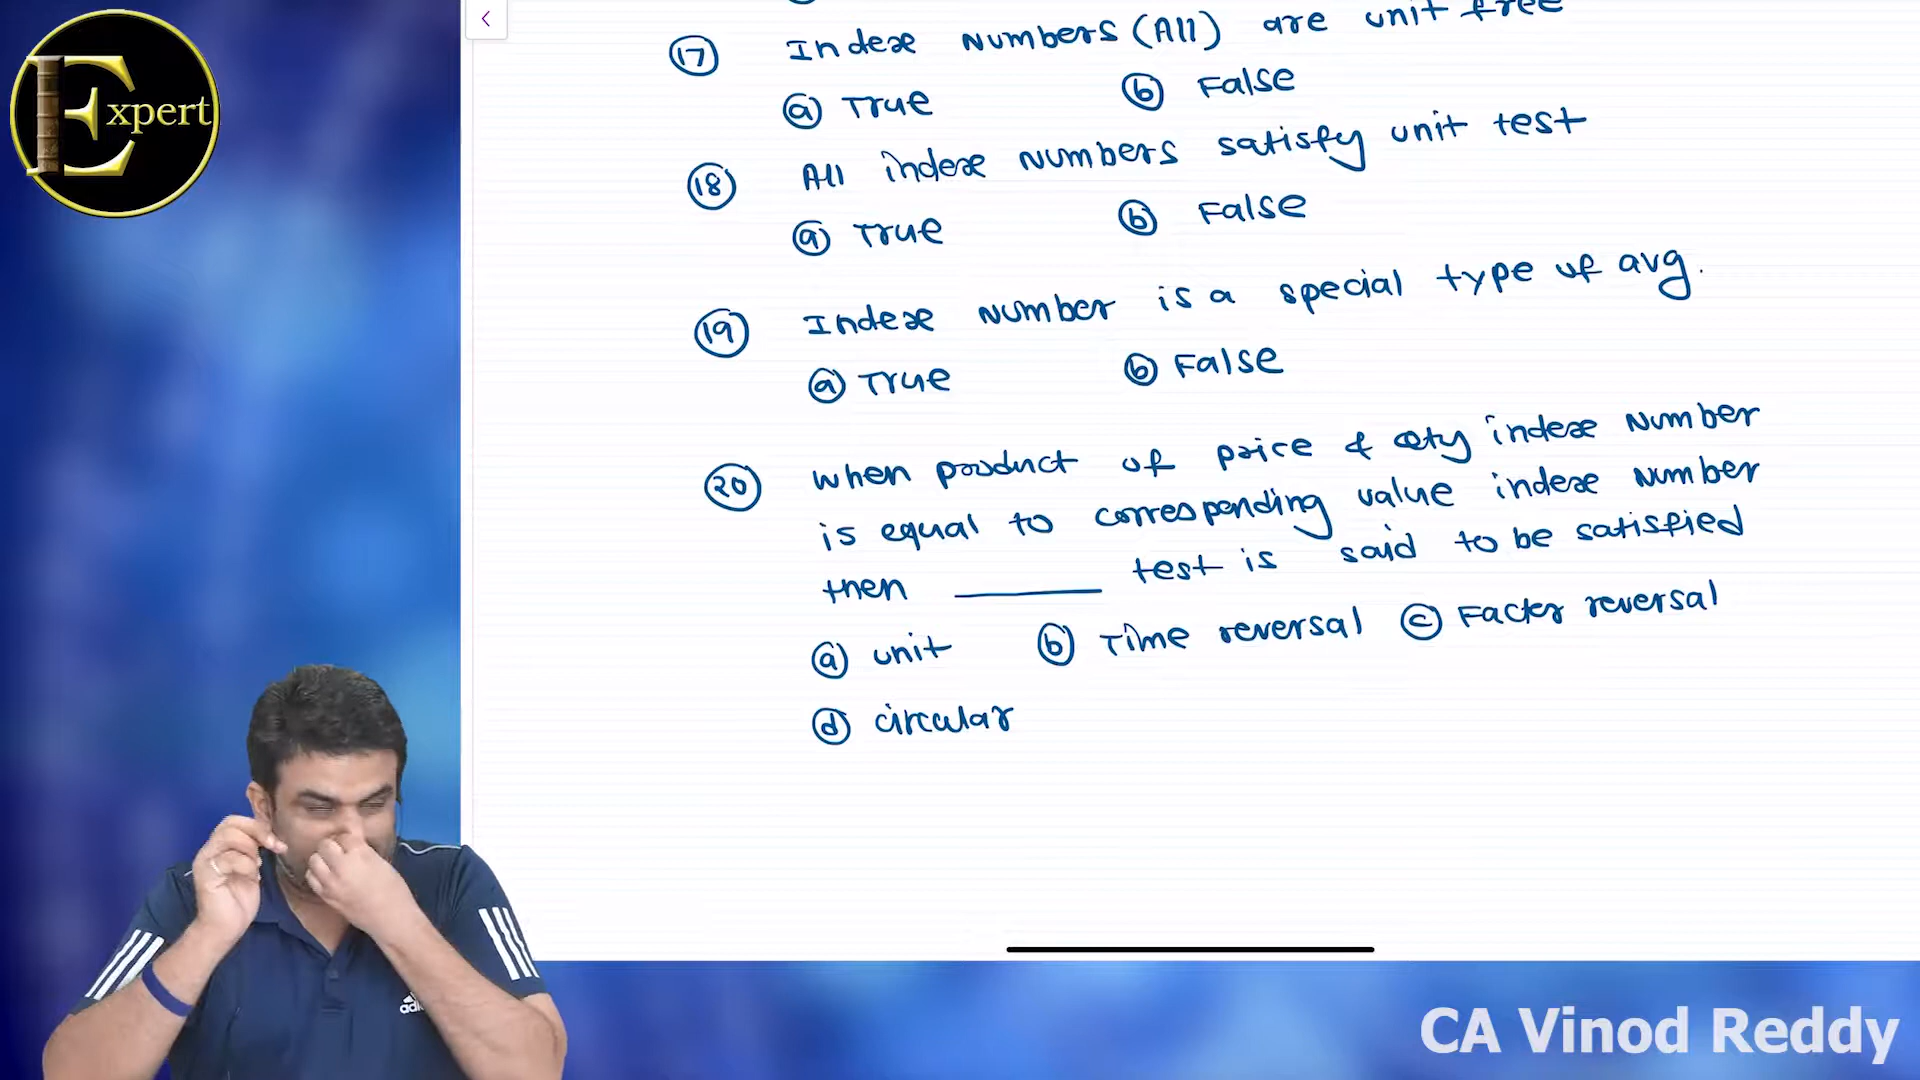 Expert
17 Index Numbers (All) are unit free
a True b False
18 All index numbers satisfy unit test
a True b False
19 Index number is a special type of avg.
a True b False
20 when product of price & Qty index number
is equal to corresponding value index number
then ______ test is said to be satisfied
a unit b Time reversal c Factor reversal
d circular
CA Vinod Reddy